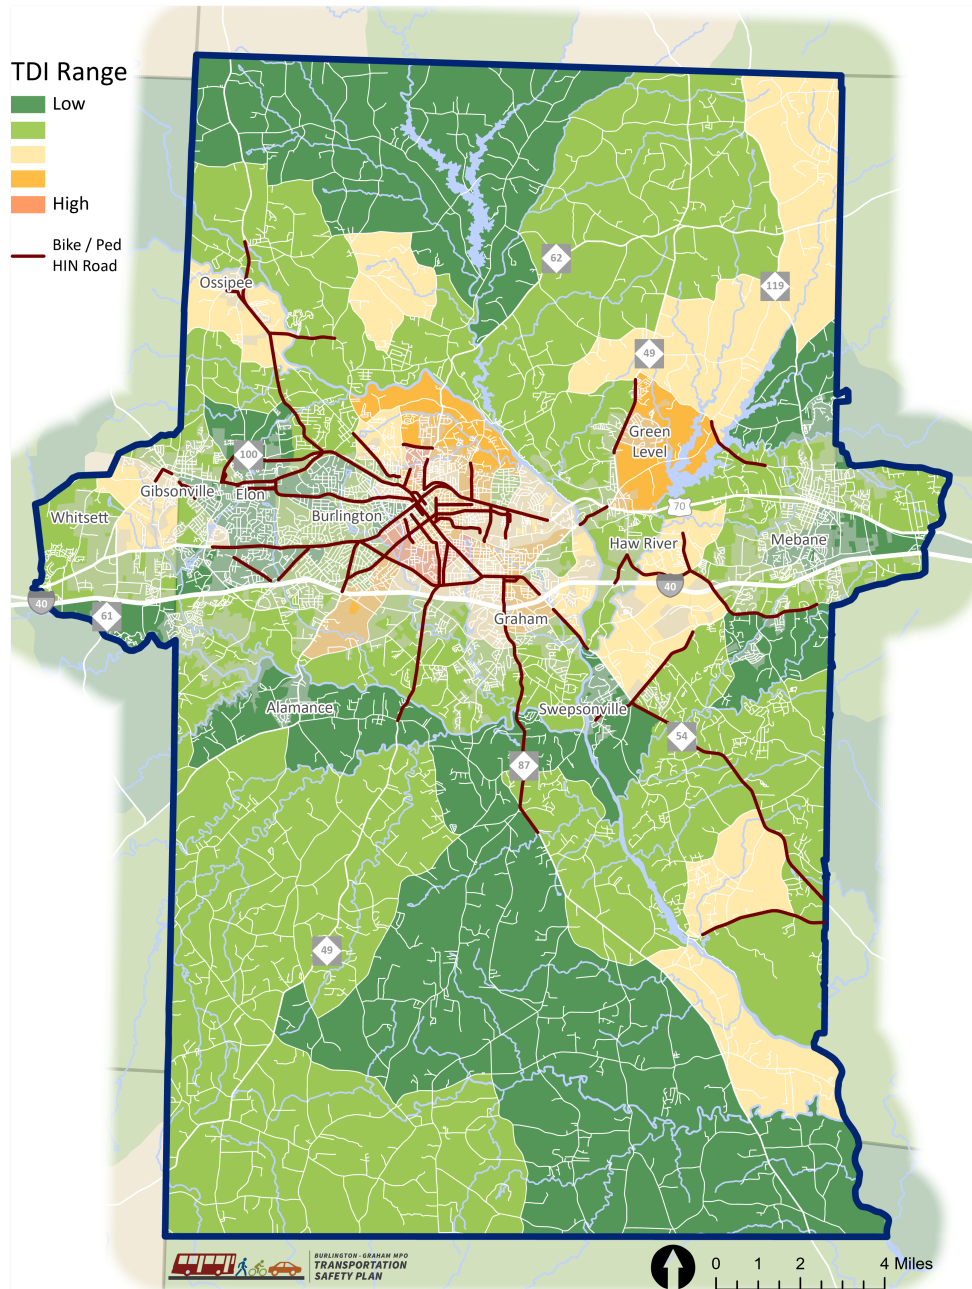 TDI Range
Low
High
Bike / Ped
HIN Road
62
119
Ossipee
49
Green
Level
100
Gibsonville
Elon
Whitsett
Burlington
70
Haw River
Mebane
40
40
61
Graham
Alamance
Swepsonville
54
87
49
BURLINGTON - GRAHAM MPO
TRANSPORTATION
SAFETY PLAN
0 1 2 4 Miles